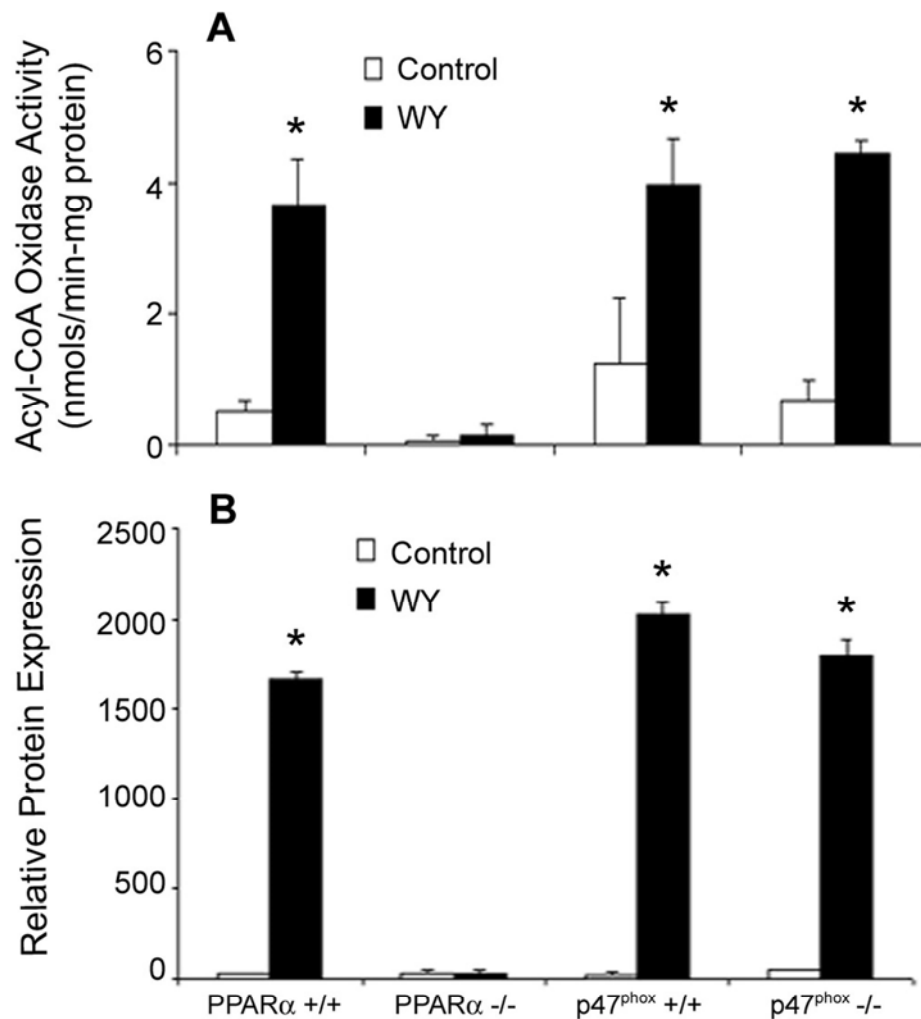 A
Acyl-CoA Oxidase Activity
(nmols/min-mg protein)
6
4
2
0
Control
WY
*
*
*
B
Relative Protein Expression
2500
2000
1500
1000
500
0
Control
WY
*
*
*
PPARα +/+
PPARα -/-
p47phox +/+
p47phox -/-